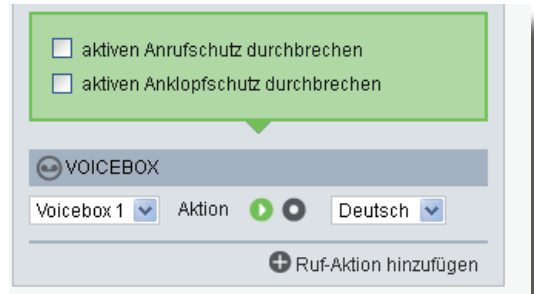 aktiven Anrufschutz durchbrechen
aktiven Anklopfschutz durchbrechen
VOICEBOX
Voicebox 1 Aktion Deutsch
Ruf-Aktion hinzufügen